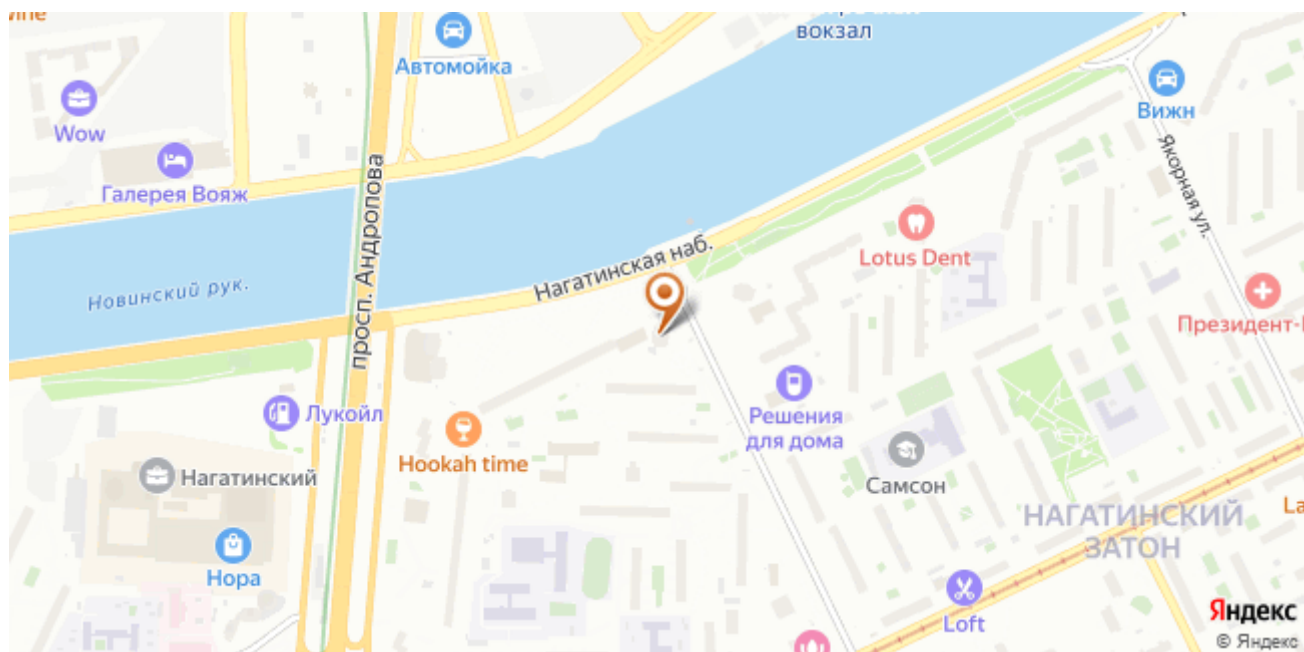 вокзал
Автомойка
Вижн
Wow
Галерея Вояж
просп. Андропова
Якорная ул.
Нагатинская наб.
Lotus Dent
Новинский рук.
Лукойл
Решения
для дома
Hookah time
Нагатинский
Самсон
НАГАТИНСКИЙ
ЗАТОН
Нора
Loft
Яндекс
© Яндекс